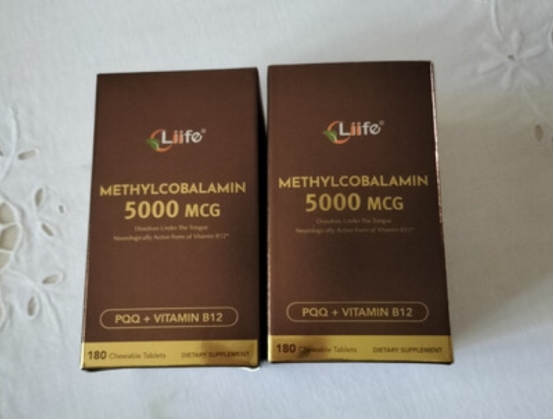 Liife®
METHYLCOBALAMIN
5000 MCG
Dissolves Under The Tongue
Neurologically Active Form of Vitamin B12*
PQQ + VITAMIN B12
180 Chewable Tablets DIETARY SUPPLEMENT
Liife®
METHYLCOBALAMIN
5000 MCG
Dissolves Under The Tongue
Neurologically Active Form of Vitamin B12*
PQQ + VITAMIN B12
180 Chewable Tablets DIETARY SUPPLEMENT